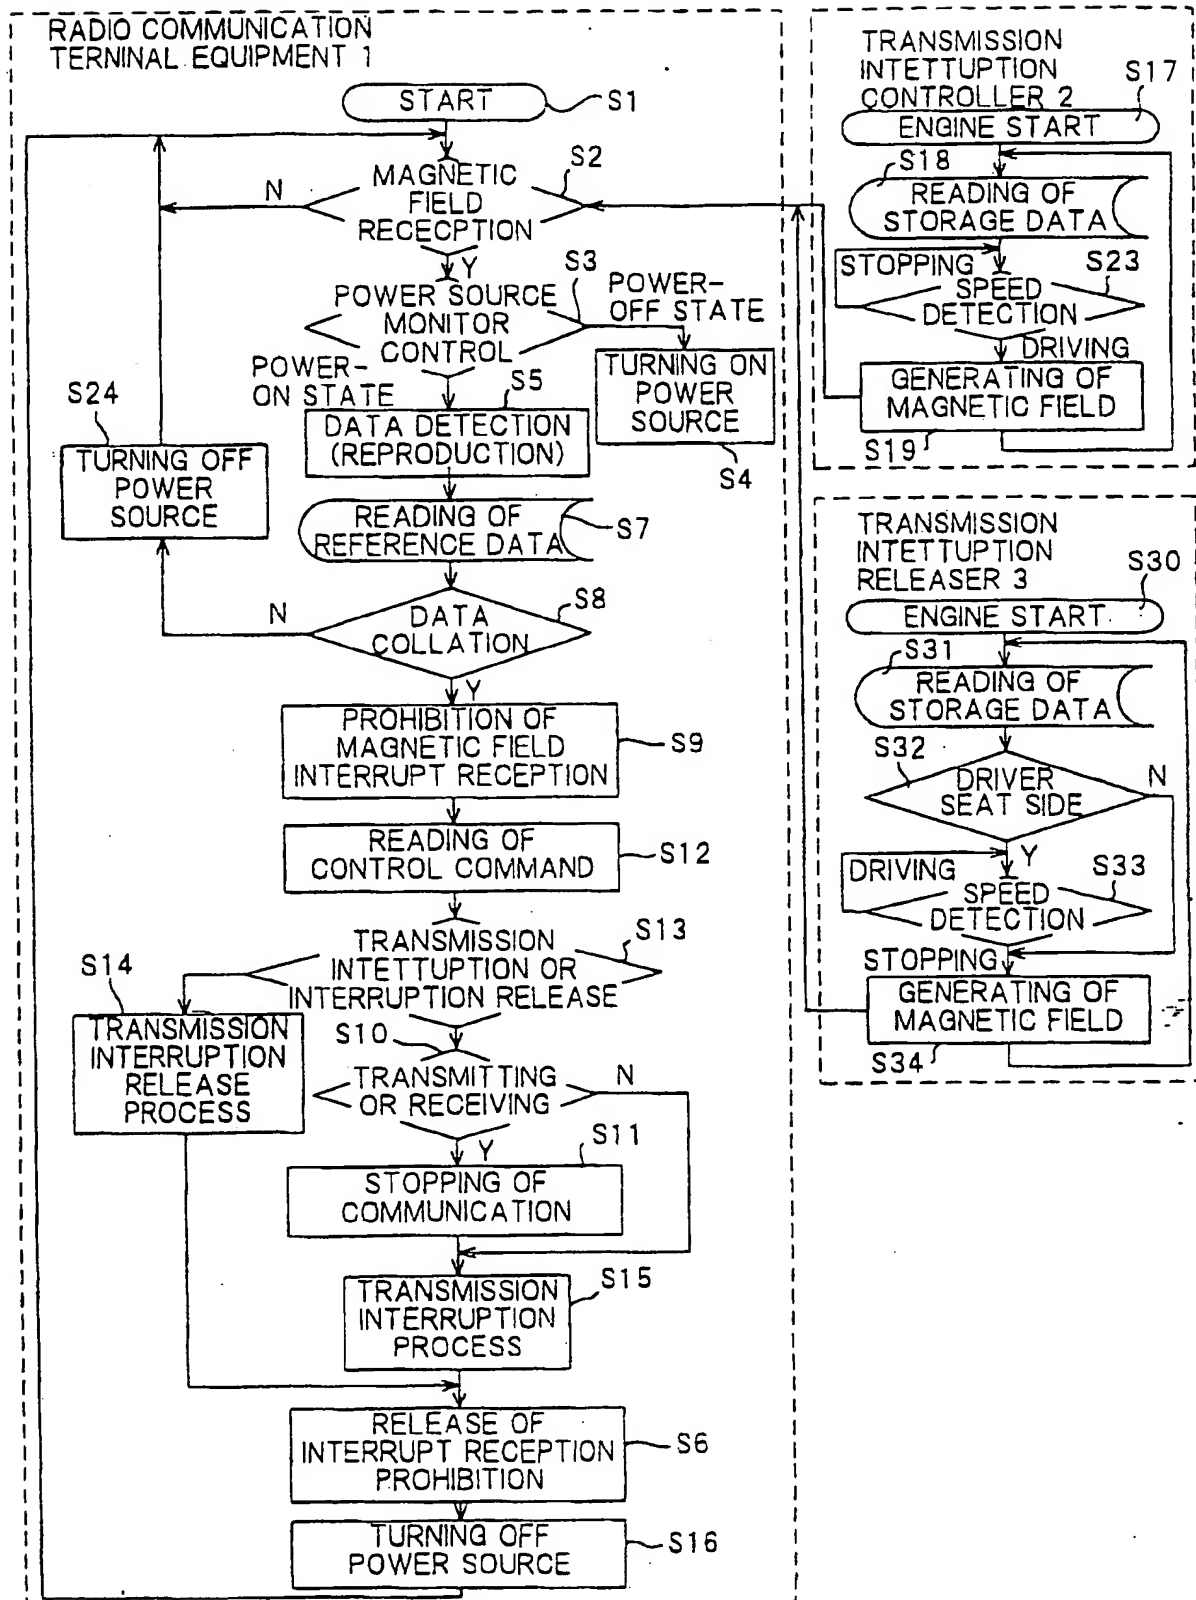 RADIO COMMUNICATION
TERNINAL EQUIPMENT 1
START
S1
MAGNETIC
FIELD
RECECPTION
S2
N
Y
POWER SOURCE
MONITOR
CONTROL
S3
POWER-
OFF STATE
POWER-
ON STATE
TURNING ON
POWER
SOURCE
S4
S5
DATA DETECTION
(REPRODUCTION)
S24
TURNING OFF
POWER
SOURCE
READING OF
REFERENCE DATA
S7
DATA
COLLATION
S8
N
Y
PROHIBITION OF
MAGNETIC FIELD
INTERRUPT RECEPTION
S9
READING OF
CONTROL COMMAND
S12
TRANSMISSION
INTETTUPTION OR
INTERRUPTION RELEASE
S13
S14
TRANSMISSION
INTERRUPTION
RELEASE
PROCESS
S10
TRANSMITTING
OR RECEIVING
N
Y
S11
STOPPING OF
COMMUNICATION
TRANSMISSION
INTERRUPTION
PROCESS
S15
RELEASE OF
INTERRUPT RECEPTION
PROHIBITION
S6
TURNING OFF
POWER SOURCE
S16
TRANSMISSION
INTETTUPTION
CONTROLLER 2
S17
ENGINE START
S18
READING OF
STORAGE DATA
STOPPING
S23
SPEED
DETECTION
DRIVING
GENERATING OF
MAGNETIC FIELD
S19
TRANSMISSION
INTETTUPTION
RELEASER 3
S30
ENGINE START
S31
READING OF
STORAGE DATA
S32
DRIVER
SEAT SIDE
N
Y
DRIVING
S33
SPEED
DETECTION
STOPPING
GENERATING OF
MAGNETIC FIELD
S34